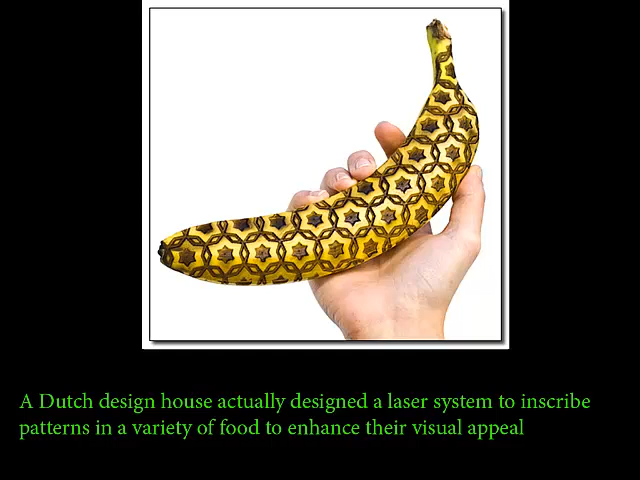 A Dutch design house actually designed a laser system to inscribe
patterns in a variety of food to enhance their visual appeal